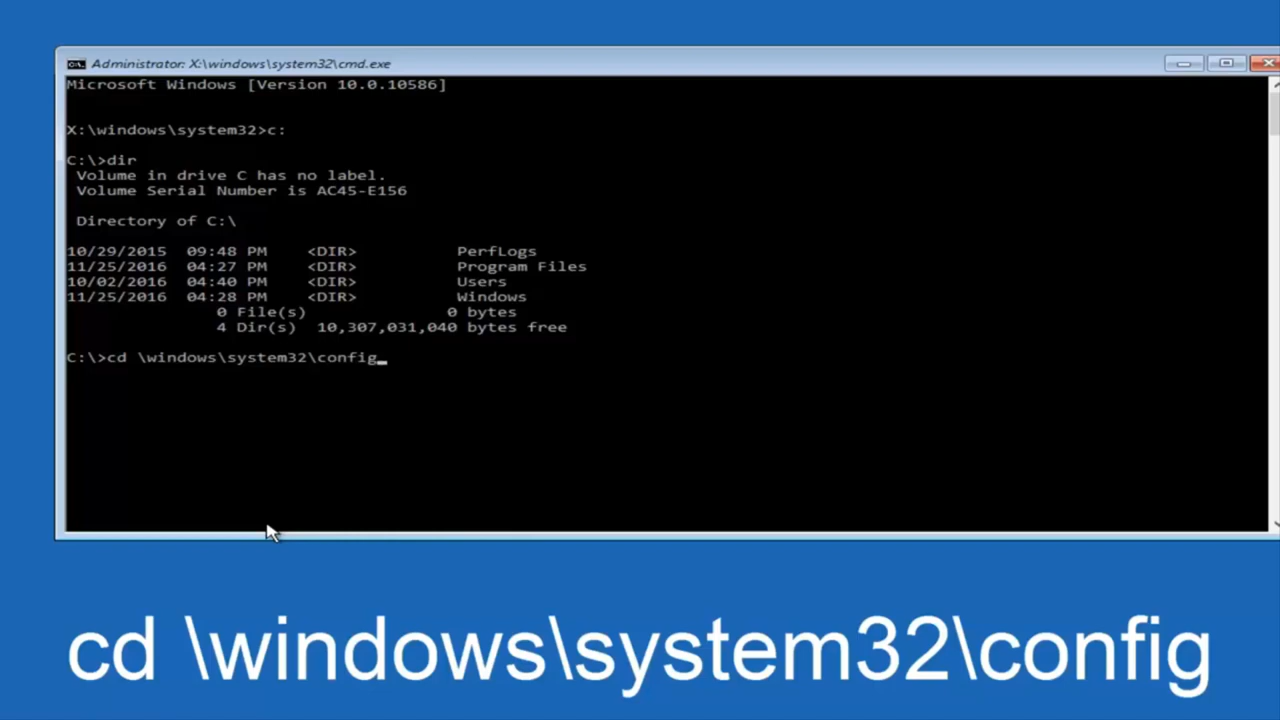 Administrator: X:\windows\system32\cmd.exe
Microsoft Windows [Version 10.0.10586]
X:\windows\system32>c:
C:\>dir
Volume in drive C has no label.
Volume Serial Number is AC45-E156
Directory of C:\
10/29/2015  09:48 PM    <DIR>          PerfLogs
11/25/2016  04:27 PM    <DIR>          Program Files
10/02/2016  04:40 PM    <DIR>          Users
11/25/2016  04:28 PM    <DIR>          Windows
0 File(s)              0 bytes
4 Dir(s)  10,307,031,040 bytes free
C:\>cd \windows\system32\config_
cd \windows\system32\config